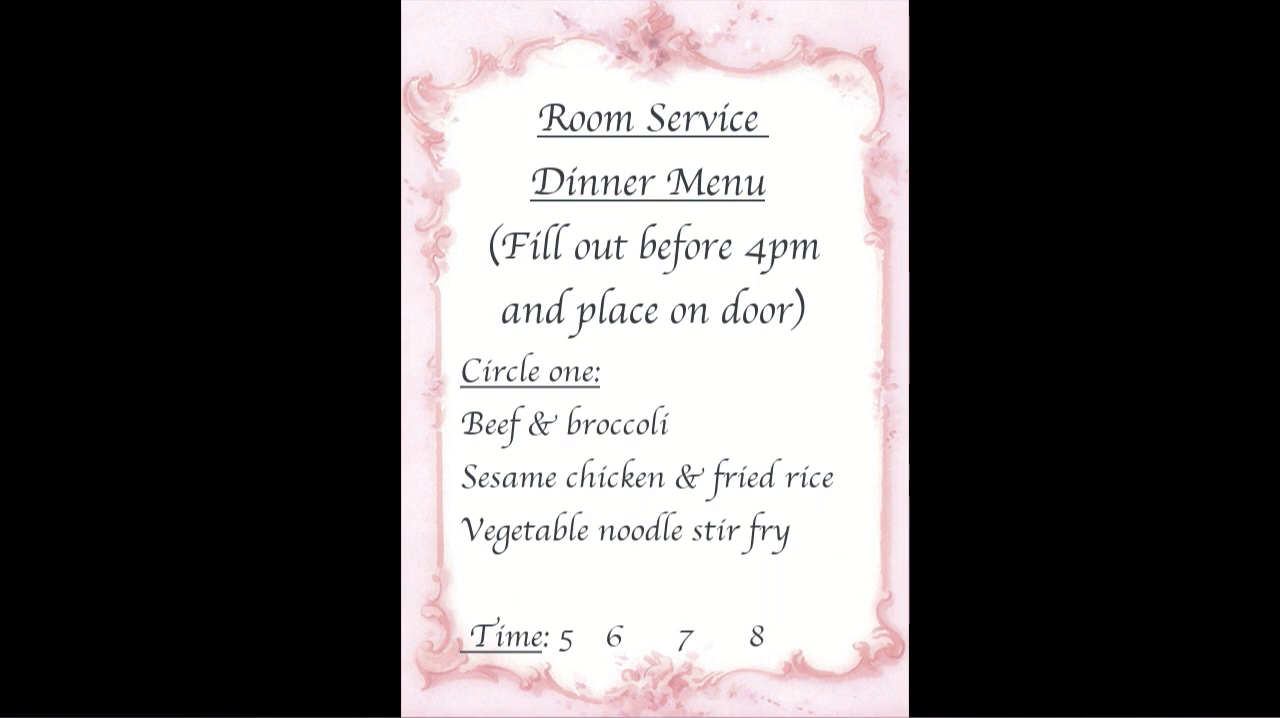 Room Service
Dinner Menu
(Fill out before 4pm
and place on door)
Circle one:
Beef & broccoli
Sesame chicken & fried rice
Vegetable noodle stir fry
Time: 5 6 7 8